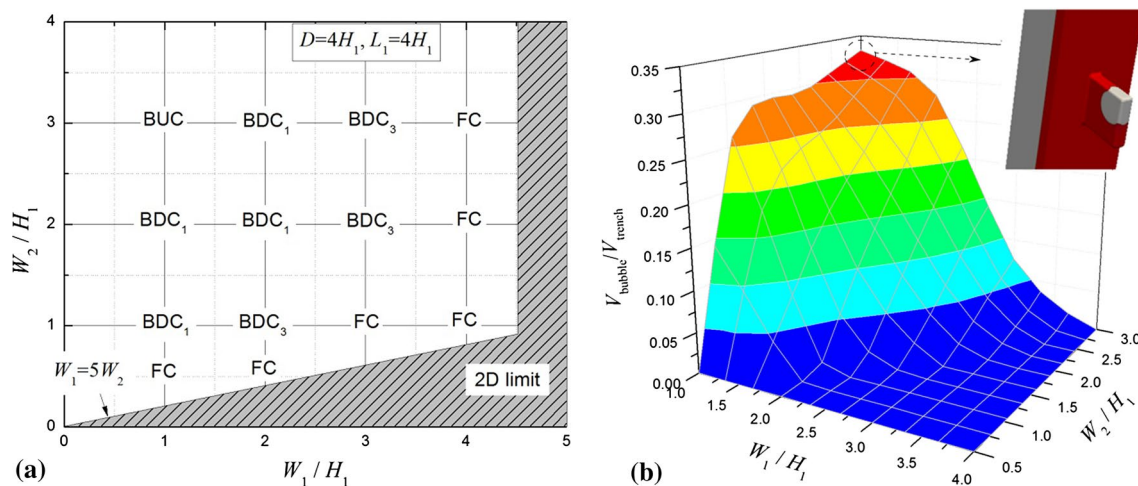 4
D=4H₁, L₁=4H₁
3
BUC BDC₁ BDC₃ FC
W₂ / H₁
2
BDC₁ BDC₁ BDC₃ FC
1
BDC₁ BDC₃ FC FC
W₁=5W₂
FC FC
2D limit
0
0 1 2 3 4 5
(a)
W₁ / H₁
0.35
0.30
0.25
0.20
0.15
0.10
0.05
0.00
V_bubble/V_trench
1.0 1.5 2.0 2.5 3.0 3.5 4.0
W₁ / H₁
0.5 1.0 1.5 2.0 2.5 3.0
W₂ / H₁
(b)